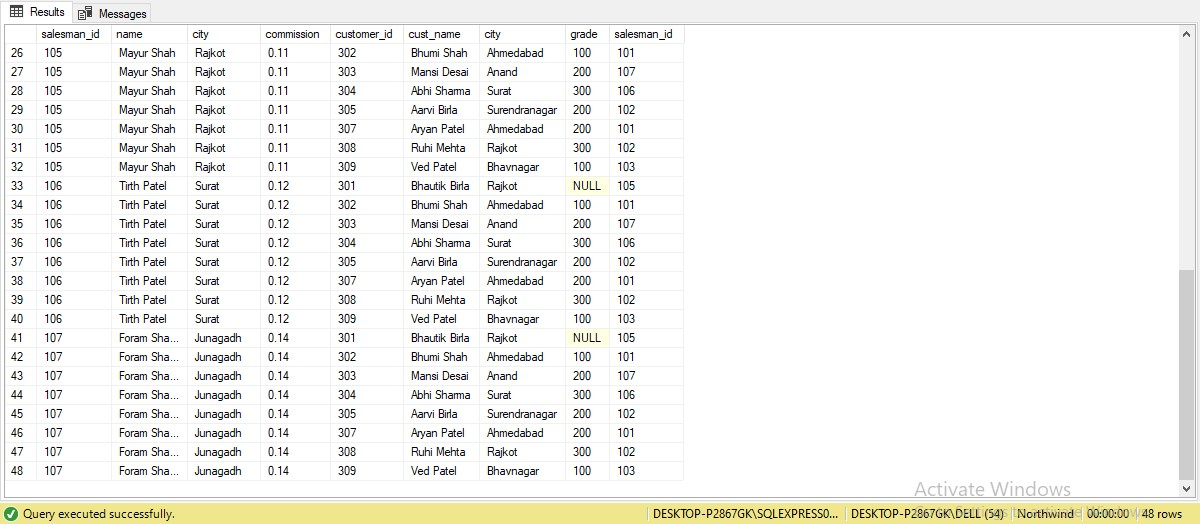 Results Messages
salesman_id name city commission customer_id cust_name city grade salesman_id
26 105 Mayur Shah Rajkot 0.11 302 Bhumi Shah Ahmedabad 100 101
27 105 Mayur Shah Rajkot 0.11 303 Mansi Desai Anand 200 107
28 105 Mayur Shah Rajkot 0.11 304 Abhi Sharma Surat 300 106
29 105 Mayur Shah Rajkot 0.11 305 Aarvi Birla Surendranagar 200 102
30 105 Mayur Shah Rajkot 0.11 307 Aryan Patel Ahmedabad 200 101
31 105 Mayur Shah Rajkot 0.11 308 Ruhi Mehta Rajkot 300 102
32 105 Mayur Shah Rajkot 0.11 309 Ved Patel Bhavnagar 100 103
33 106 Tirth Patel Surat 0.12 301 Bhautik Birla Rajkot NULL 105
34 106 Tirth Patel Surat 0.12 302 Bhumi Shah Ahmedabad 100 101
35 106 Tirth Patel Surat 0.12 303 Mansi Desai Anand 200 107
36 106 Tirth Patel Surat 0.12 304 Abhi Sharma Surat 300 106
37 106 Tirth Patel Surat 0.12 305 Aarvi Birla Surendranagar 200 102
38 106 Tirth Patel Surat 0.12 307 Aryan Patel Ahmedabad 200 101
39 106 Tirth Patel Surat 0.12 308 Ruhi Mehta Rajkot 300 102
40 106 Tirth Patel Surat 0.12 309 Ved Patel Bhavnagar 100 103
41 107 Foram Sha... Junagadh 0.14 301 Bhautik Birla Rajkot NULL 105
42 107 Foram Sha... Junagadh 0.14 302 Bhumi Shah Ahmedabad 100 101
43 107 Foram Sha... Junagadh 0.14 303 Mansi Desai Anand 200 107
44 107 Foram Sha... Junagadh 0.14 304 Abhi Sharma Surat 300 106
45 107 Foram Sha... Junagadh 0.14 305 Aarvi Birla Surendranagar 200 102
46 107 Foram Sha... Junagadh 0.14 307 Aryan Patel Ahmedabad 200 101
47 107 Foram Sha... Junagadh 0.14 308 Ruhi Mehta Rajkot 300 102
48 107 Foram Sha... Junagadh 0.14 309 Ved Patel Bhavnagar 100 103
Activate Windows
Query executed successfully. DESKTOP-P2867GK\SQLEXPRESS0... DESKTOP-P2867GK\DELL (54) Northwind 00:00:00 48 rows